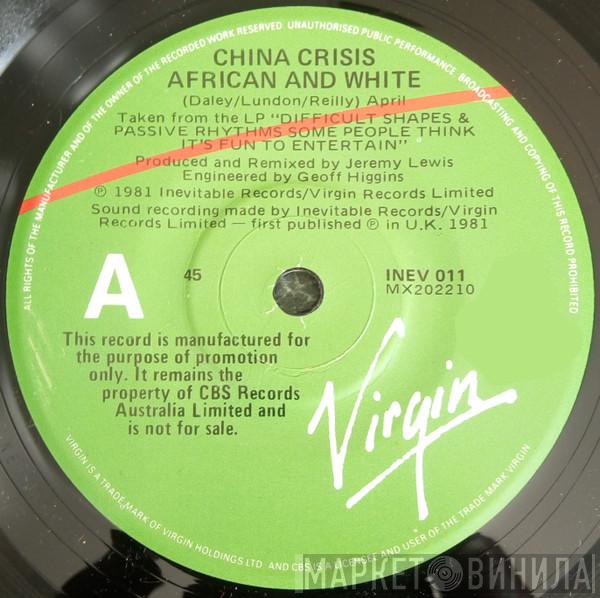 ALL RIGHTS OF THE MANUFACTURER AND OF THE OWNER OF THE RECORDED WORK RESERVED. UNAUTHORISED PUBLIC PERFORMANCE, BROADCASTING AND COPYING OF THIS RECORD PROHIBITED
CHINA CRISIS
AFRICAN AND WHITE
(Daley/Lundon/Reilly) April
Taken from the LP "DIFFICULT SHAPES &
PASSIVE RHYTHMS SOME PEOPLE THINK
IT'S FUN TO ENTERTAIN"
Produced and Remixed by Jeremy Lewis
Engineered by Geoff Higgins
℗ 1981 Inevitable Records/Virgin Records Limited
Sound recording made by Inevitable Records/Virgin
Records Limited — first published ℗ in U.K. 1981
A
45
INEV 011
MX202210
This record is manufactured for
the purpose of promotion
only. It remains the
property of CBS Records
Australia Limited and
is not for sale.
Virgin
VIRGIN IS A TRADE MARK OF VIRGIN HOLDINGS LTD AND CBS IS A LICENSEE AND USER OF THE TRADE MARK VIRGIN
МАРКЕТ ВИНИЛА